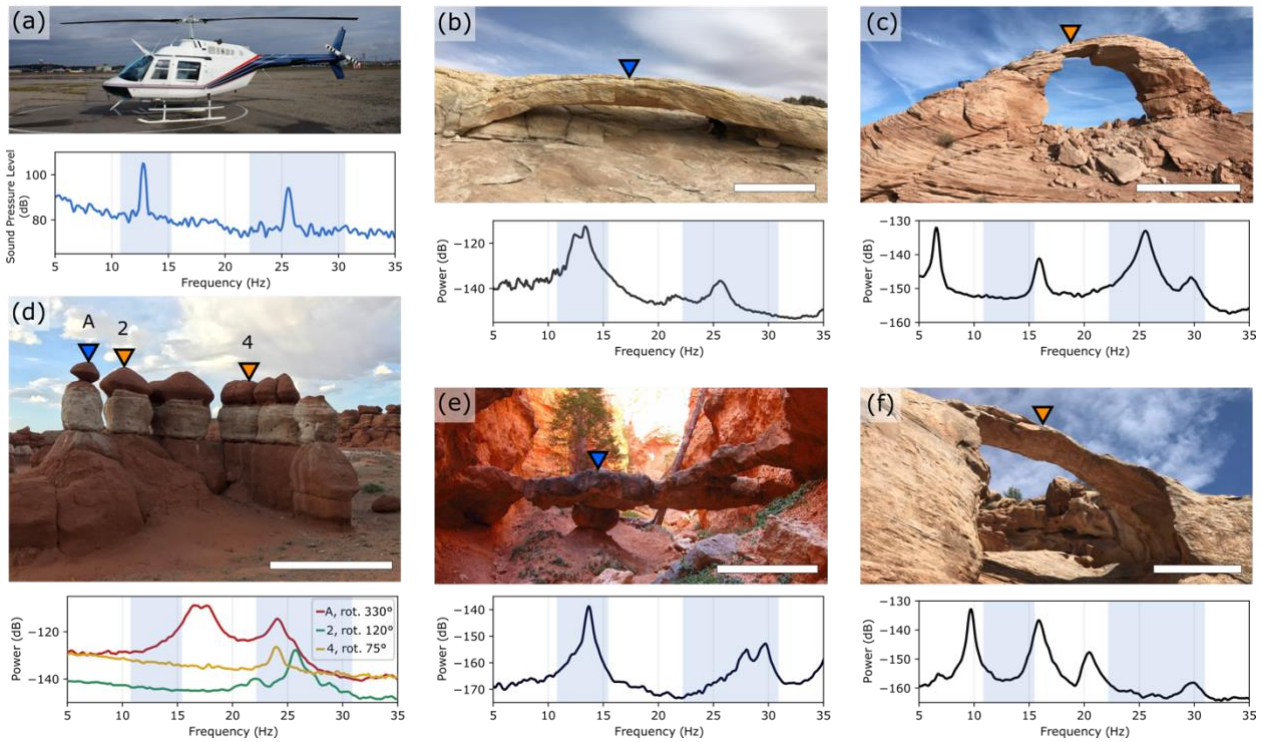 (a)
100
80
Sound Pressure Level
(dB)
5 10 15 20 25 30 35
Frequency (Hz)
(b)
−120
−140
Power (dB)
5 10 15 20 25 30 35
Frequency (Hz)
(c)
−130
−140
−150
−160
Power (dB)
5 10 15 20 25 30 35
Frequency (Hz)
(d)
A
2
4
−120
−140
Power (dB)
A, rot. 330°
2, rot. 120°
4, rot. 75°
5 10 15 20 25 30 35
Frequency (Hz)
(e)
−140
−150
−160
−170
Power (dB)
5 10 15 20 25 30 35
Frequency (Hz)
(f)
−130
−140
−150
−160
Power (dB)
5 10 15 20 25 30 35
Frequency (Hz)